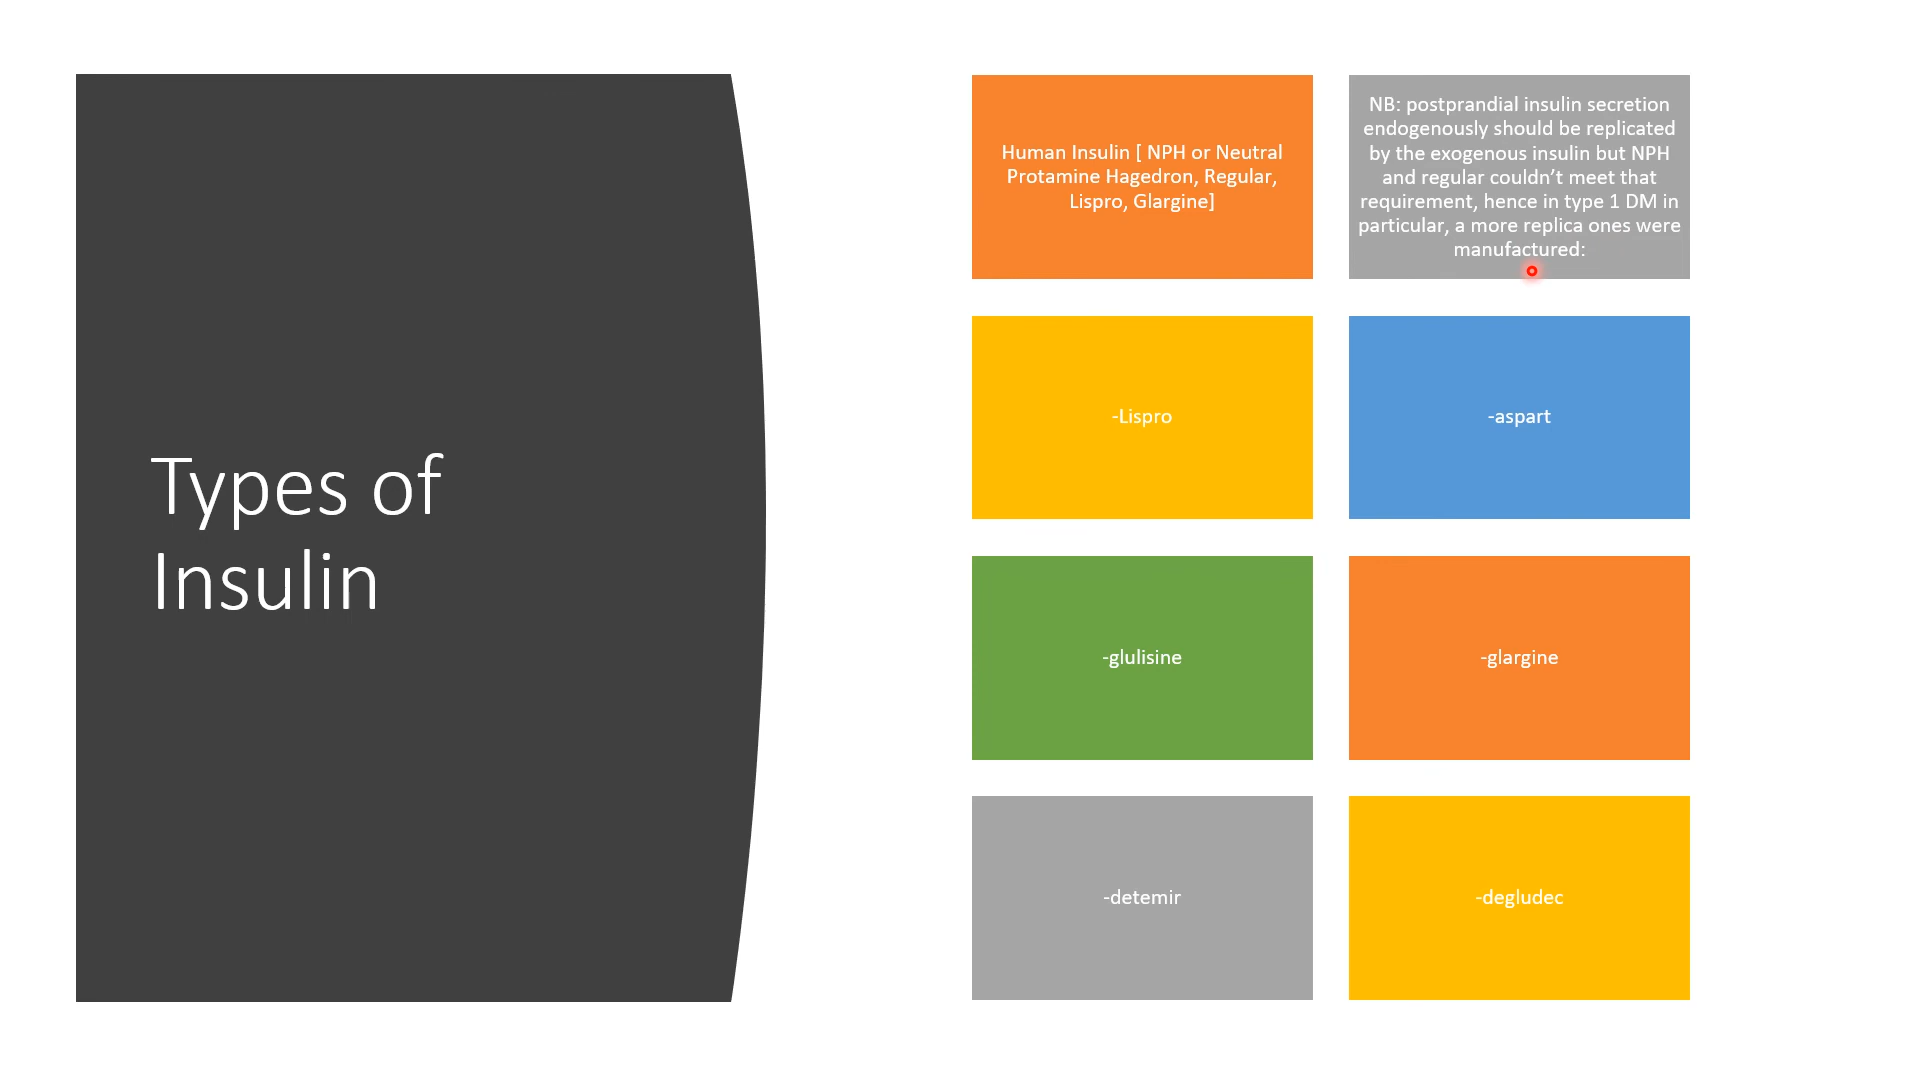 Types of
Insulin
Human Insulin [ NPH or Neutral
Protamine Hagedron, Regular,
Lispro, Glargine]
NB: postprandial insulin secretion
endogenously should be replicated
by the exogenous insulin but NPH
and regular couldn’t meet that
requirement, hence in type 1 DM in
particular, a more replica ones were
manufactured:
-Lispro
-aspart
-glulisine
-glargine
-detemir
-degludec